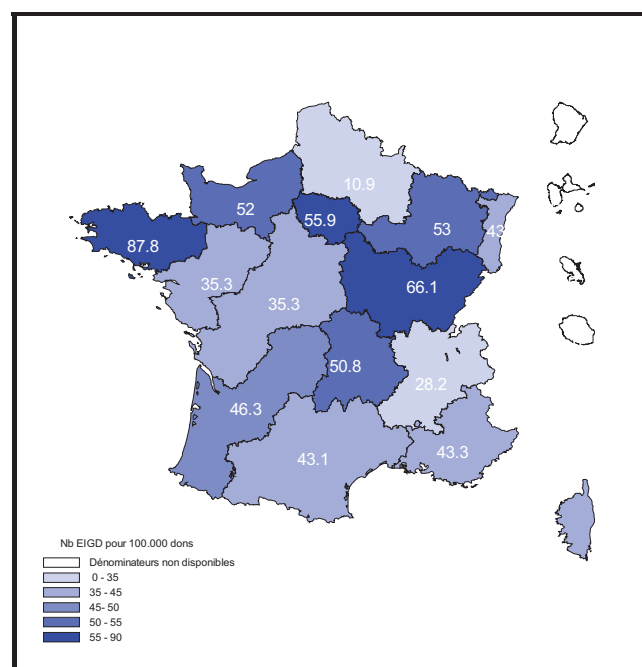 10.9
52
55.9
53
43
87.8
35.3
35.3
66.1
50.8
28.2
46.3
43.1
43.3
Nb EIGD pour 100.000 dons
Dénominateurs non disponibles
0 - 35
35 - 45
45- 50
50 - 55
55 - 90